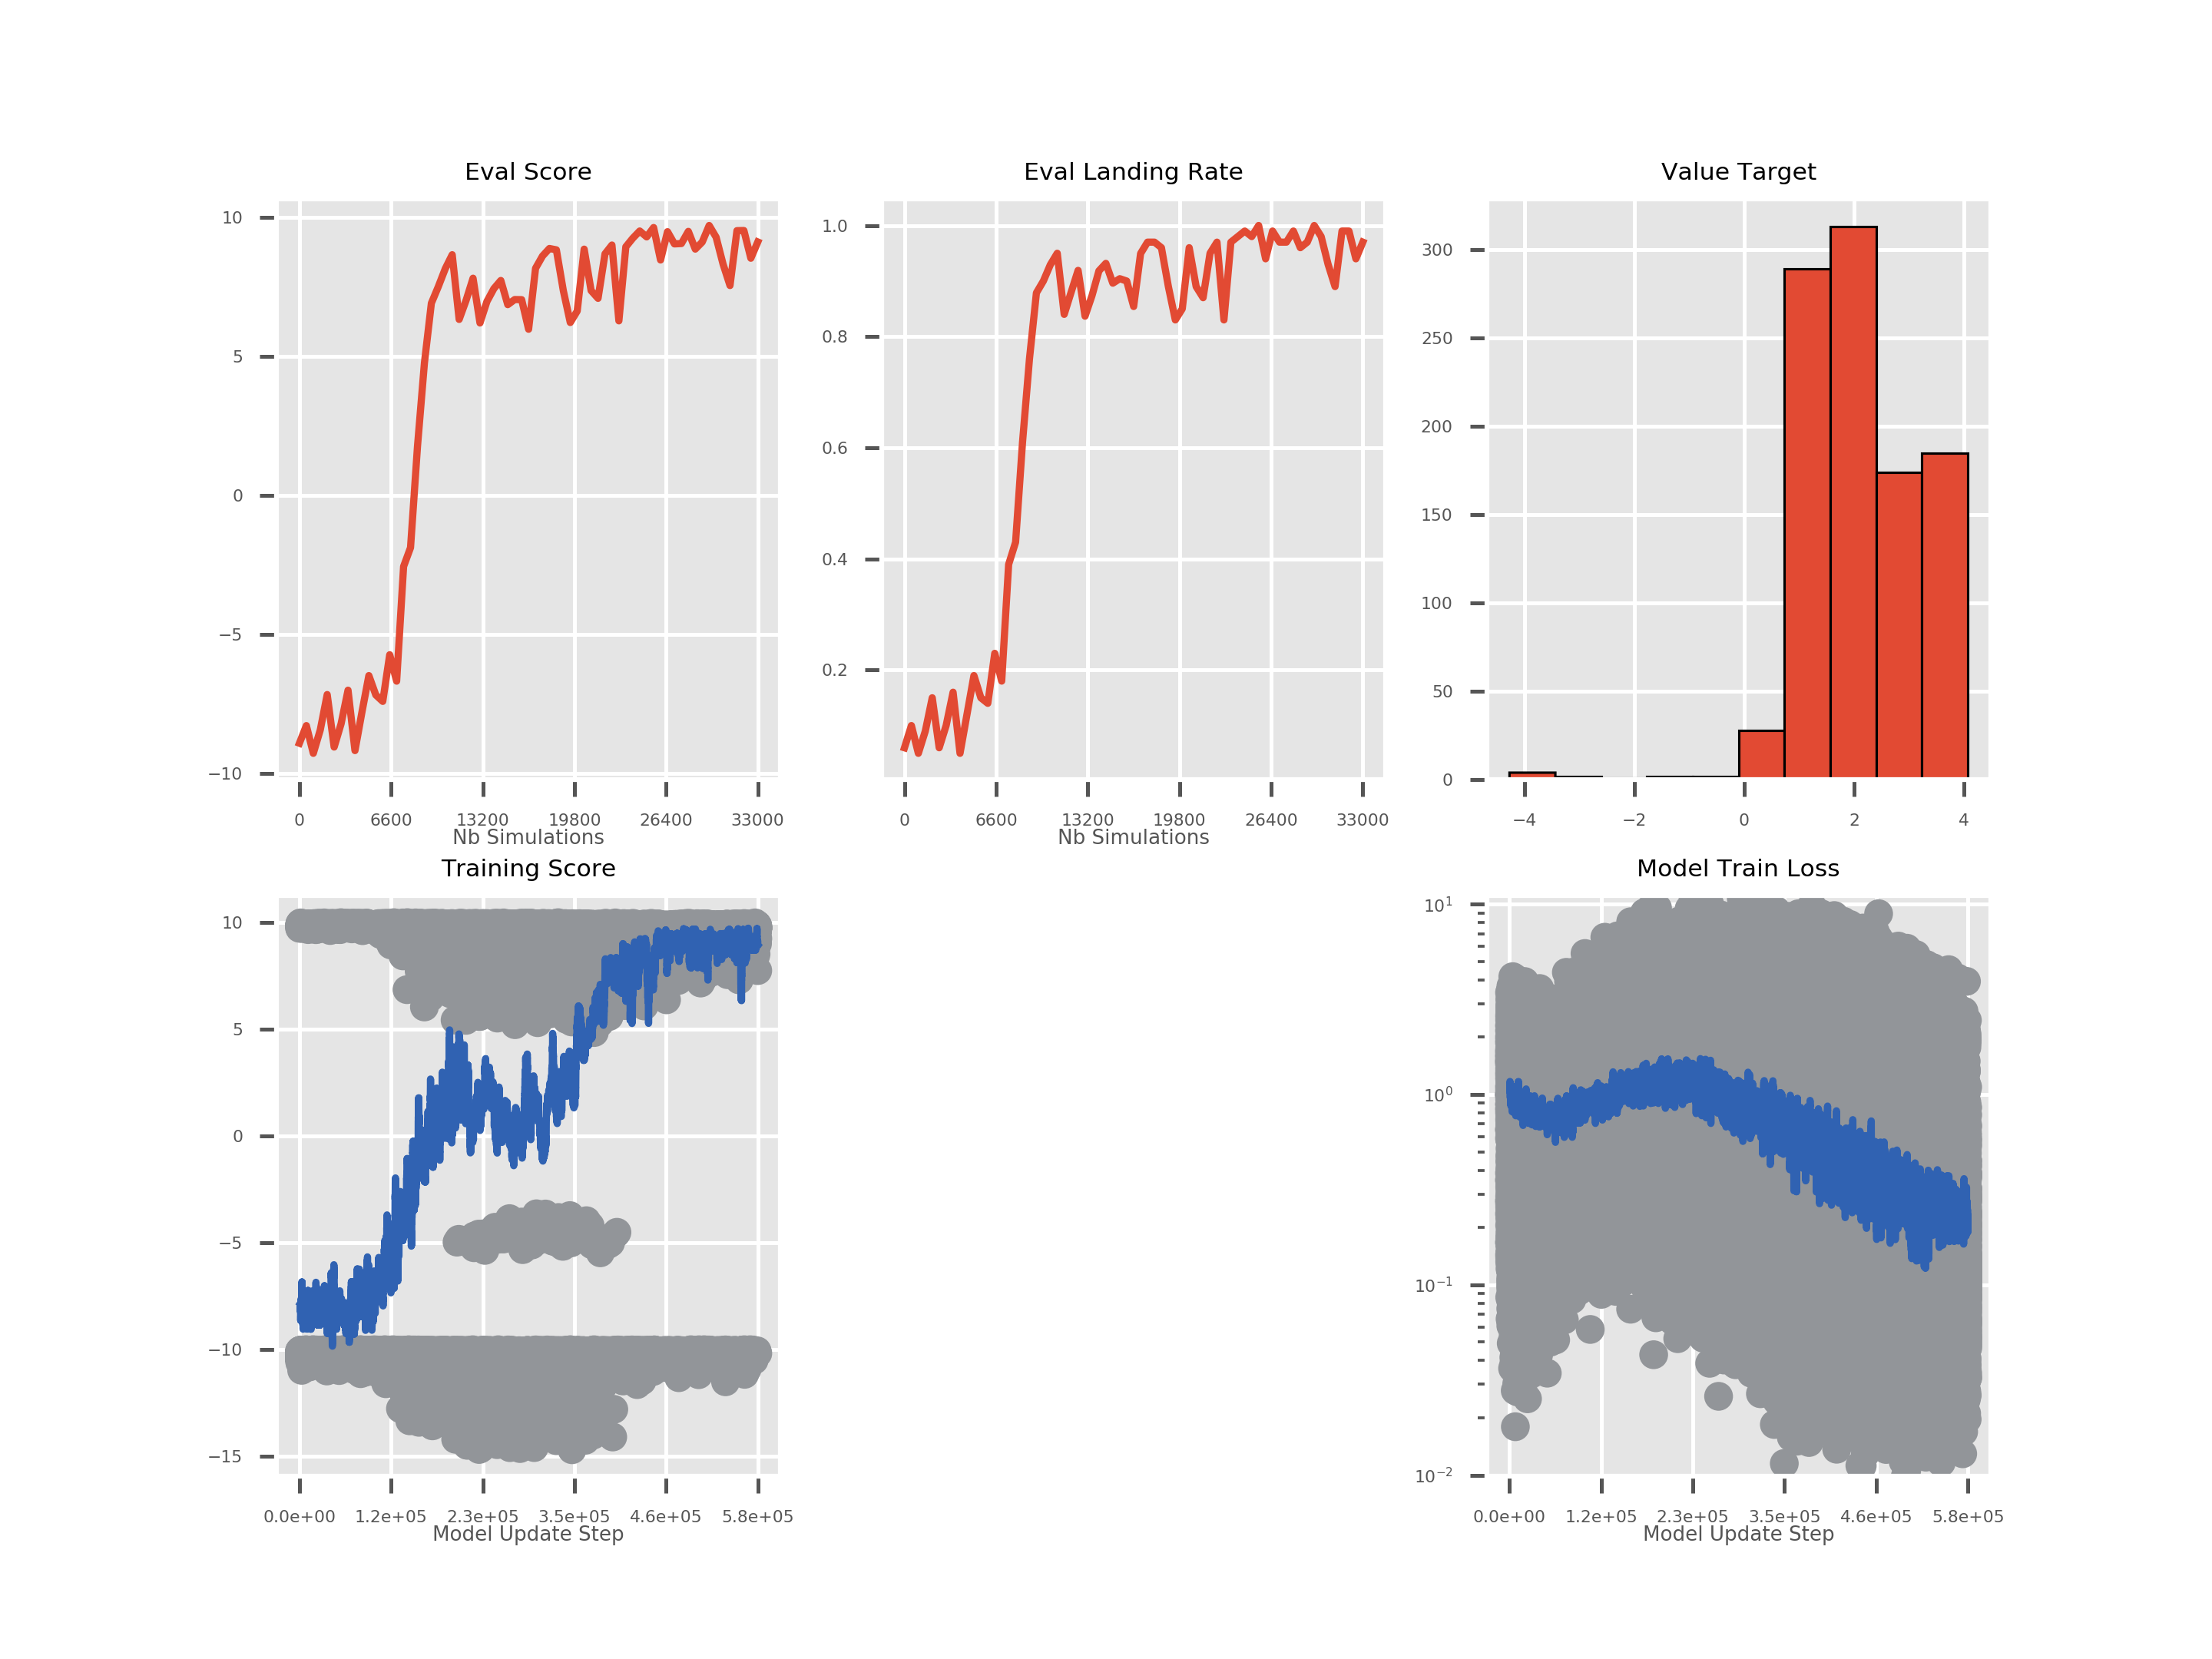 Eval Score
10
5
0
−5
−10
0 6600 13200 19800 26400 33000
Nb Simulations
Eval Landing Rate
1.0
0.8
0.6
0.4
0.2
0 6600 13200 19800 26400 33000
Nb Simulations
Value Target
300
250
200
150
100
50
0
−4 −2 0 2 4
Training Score
10
5
0
−5
−10
−15
0.0e+00 1.2e+05 2.3e+05 3.5e+05 4.6e+05 5.8e+05
Model Update Step
Model Train Loss
10¹
10⁰
10⁻¹
10⁻²
0.0e+00 1.2e+05 2.3e+05 3.5e+05 4.6e+05 5.8e+05
Model Update Step